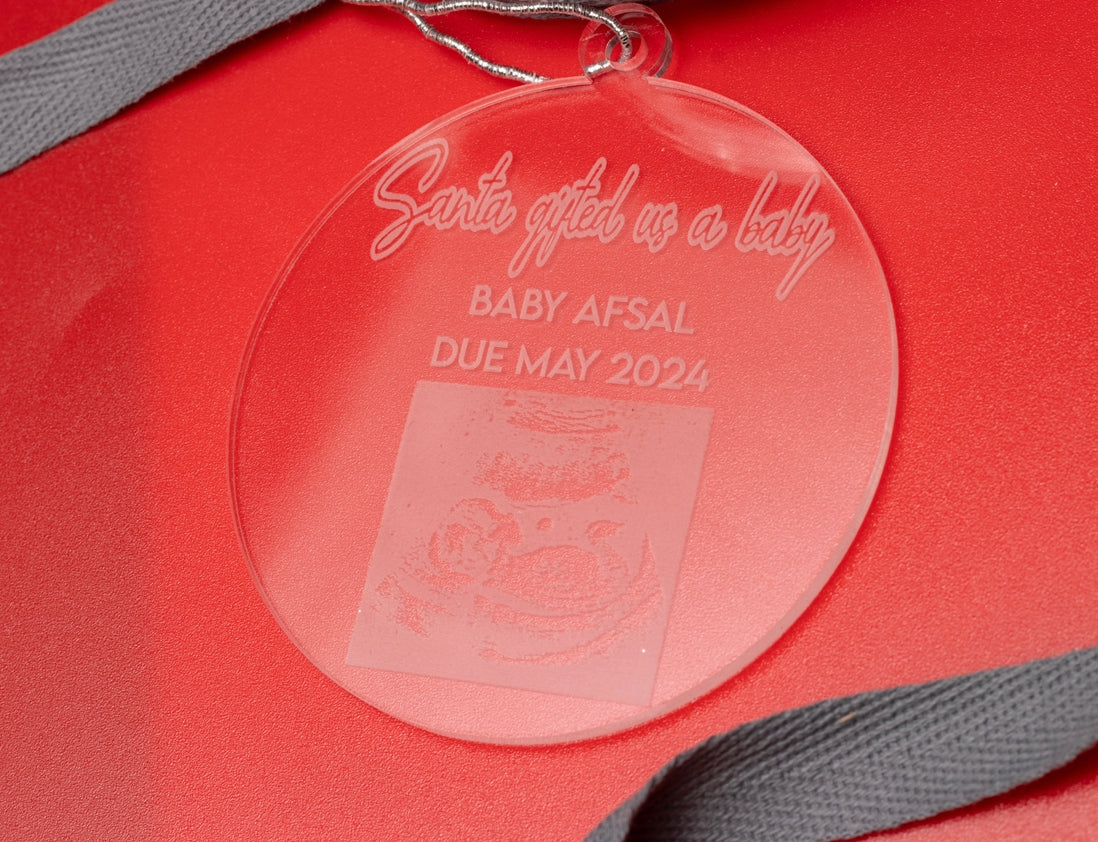 Santa gifted us a baby
BABY AFSAL
DUE MAY 2024